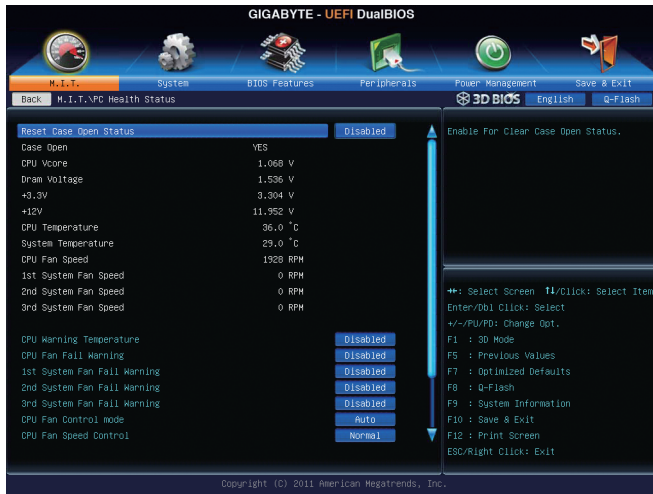 GIGABYTE - UEFI DualBIOS
M.I.T. System BIOS Features Peripherals Power Management Save & Exit
Back M.I.T.\PC Health Status 3D BIOS English Q-Flash
Reset Case Open Status Disabled
Case Open YES
CPU Vcore 1.068 V
Dram Voltage 1.536 V
+3.3V 3.304 V
+12V 11.952 V
CPU Temperature 36.0 °C
System Temperature 29.0 °C
CPU Fan Speed 1928 RPM
1st System Fan Speed 0 RPM
2nd System Fan Speed 0 RPM
3rd System Fan Speed 0 RPM
CPU Warning Temperature Disabled
CPU Fan Fail Warning Disabled
1st System Fan Fail Warning Disabled
2nd System Fan Fail Warning Disabled
3rd System Fan Fail Warning Disabled
CPU Fan Control mode Auto
CPU Fan Speed Control Normal
Enable For Clear Case Open Status.
→←: Select Screen ↑↓/Click: Select Item
Enter/Dbl Click: Select
+/-/PU/PD: Change Opt.
F1 : 3D Mode
F5 : Previous Values
F7 : Optimized Defaults
F8 : Q-Flash
F9 : System Information
F10 : Save & Exit
F12 : Print Screen
ESC/Right Click: Exit
Copyright (C) 2011 American Megatrends, Inc.